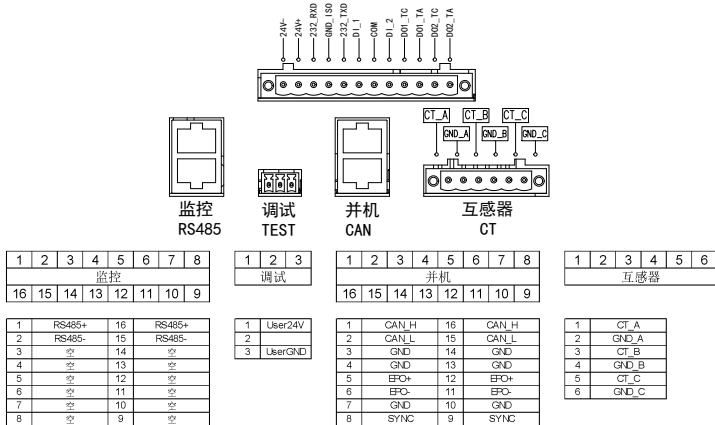 24V-
24V+
232_RXD
GND_ISO
232_TXD
DI_1
COM
DI_2
DO1_TC
DO1_TA
DO2_TC
DO2_TA
CT_A CT_B CT_C
GND_A GND_B GND_C
监控 调试 并机 互感器
RS485 TEST CAN CT
1 2 3 4 5 6 7 8
监控
16 15 14 13 12 11 10 9
1 2 3
调试
1 2 3 4 5 6 7 8
并机
16 15 14 13 12 11 10 9
1 2 3 4 5 6
互感器
1 RS485+ 16 RS485+
2 RS485- 15 RS485-
3 空 14 空
4 空 13 空
5 空 12 空
6 空 11 空
7 空 10 空
8 空 9 空
1 User24V
2
3 UserGND
1 CAN_H 16 CAN_H
2 CAN_L 15 CAN_L
3 GND 14 GND
4 GND 13 GND
5 EPO+ 12 EPO+
6 EPO- 11 EPO-
7 GND 10 GND
8 SYNC 9 SYNC
1 CT_A
2 GND_A
3 CT_B
4 GND_B
5 CT_C
6 GND_C